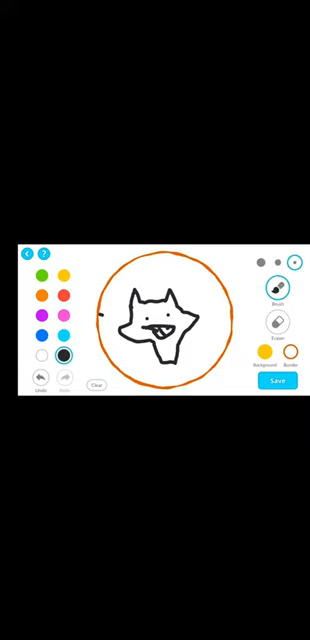 ?
Brush
Eraser
Background
Border
Undo
Redo
Clear
Save